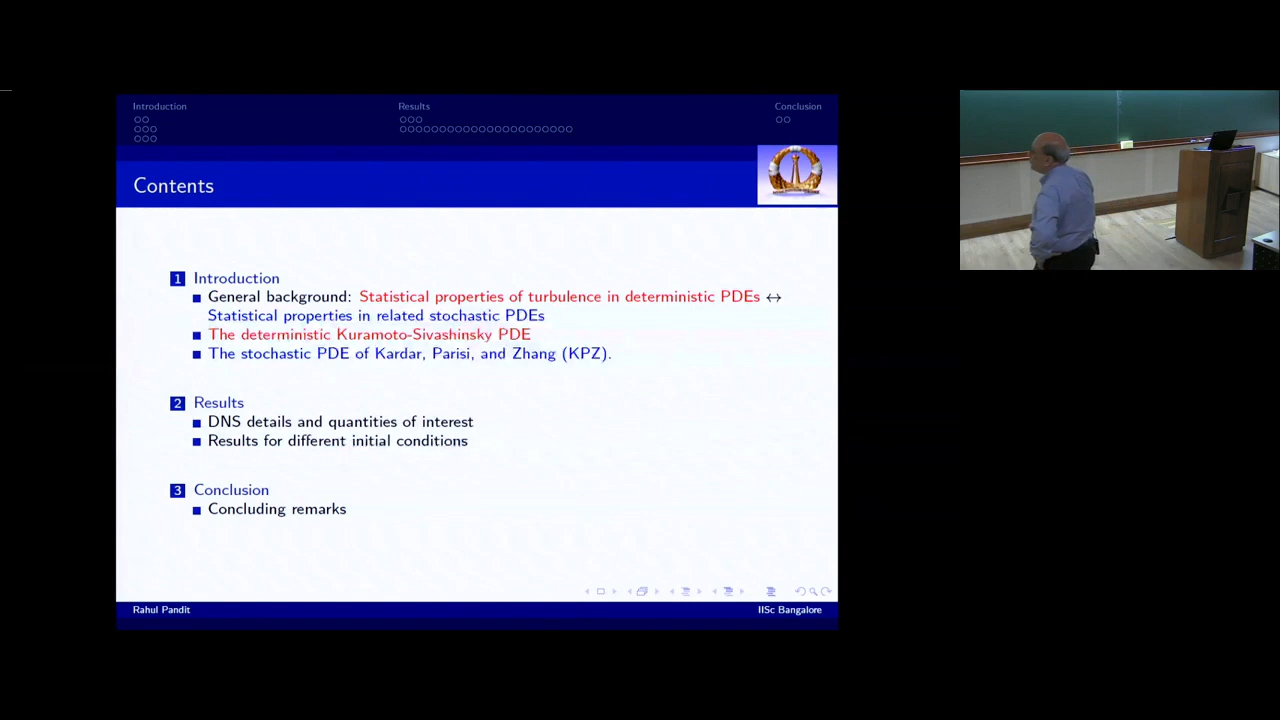 Introduction
Results
Conclusion
Contents
1 Introduction
General background: Statistical properties of turbulence in deterministic PDEs ↔
Statistical properties in related stochastic PDEs
The deterministic Kuramoto-Sivashinsky PDE
The stochastic PDE of Kardar, Parisi, and Zhang (KPZ).
2 Results
DNS details and quantities of interest
Results for different initial conditions
3 Conclusion
Concluding remarks
Rahul Pandit
IISc Bangalore